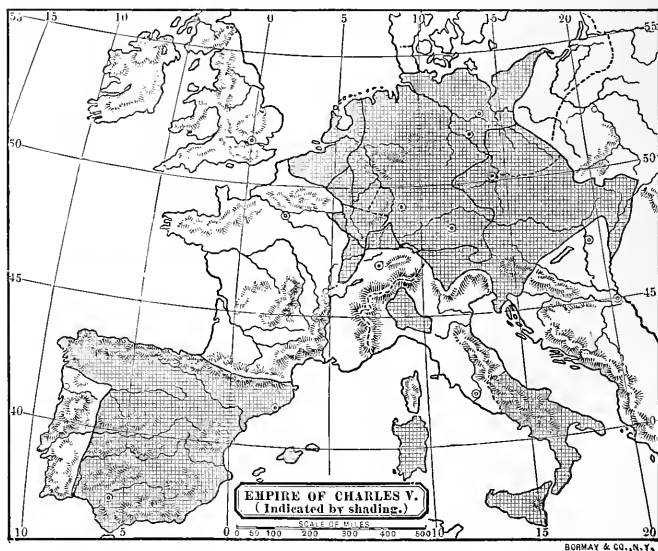 55 15 10 5 0 5 10 15 20 55
50 50
45 45
40 40
EMPIRE OF CHARLES V.
(Indicated by shading.)
SCALE OF MILES
0 50 100 200 300 400 500
10 5 0 10 15 20
BORMAY & CO., N.Y.